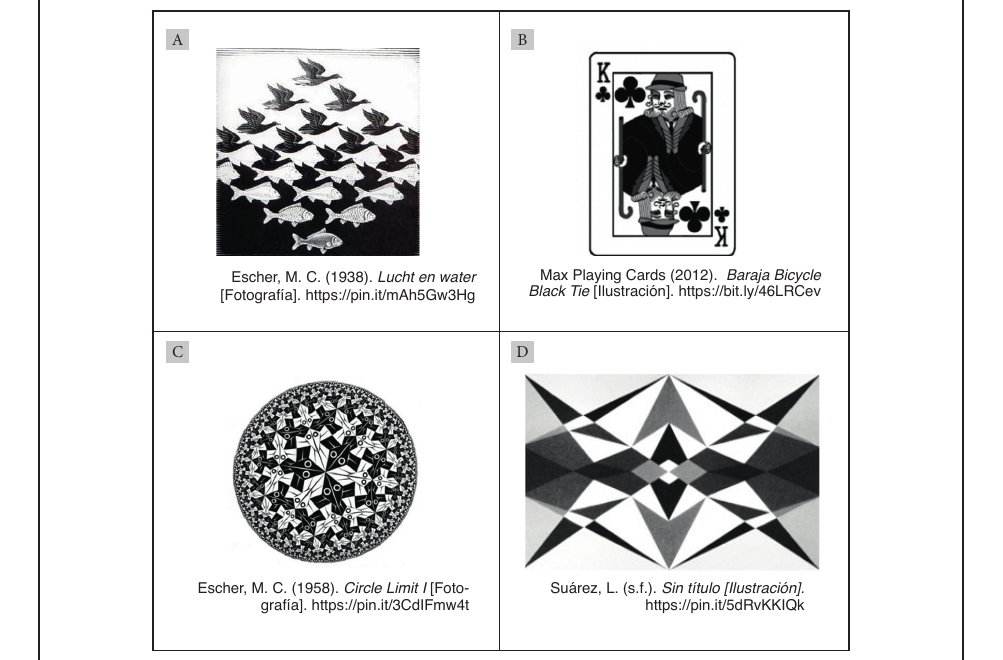 A
Escher, M. C. (1938). Lucht en water
[Fotografía]. https://pin.it/mAh5Gw3Hg
B
K
K
Max Playing Cards (2012). Baraja Bicycle
Black Tie [Ilustración]. https://bit.ly/46LRCev
C
Escher, M. C. (1958). Circle Limit I [Foto-
grafía]. https://pin.it/3CdIFmw4t
D
Suárez, L. (s.f.). Sin título [Ilustración].
https://pin.it/5dRvKKIQk